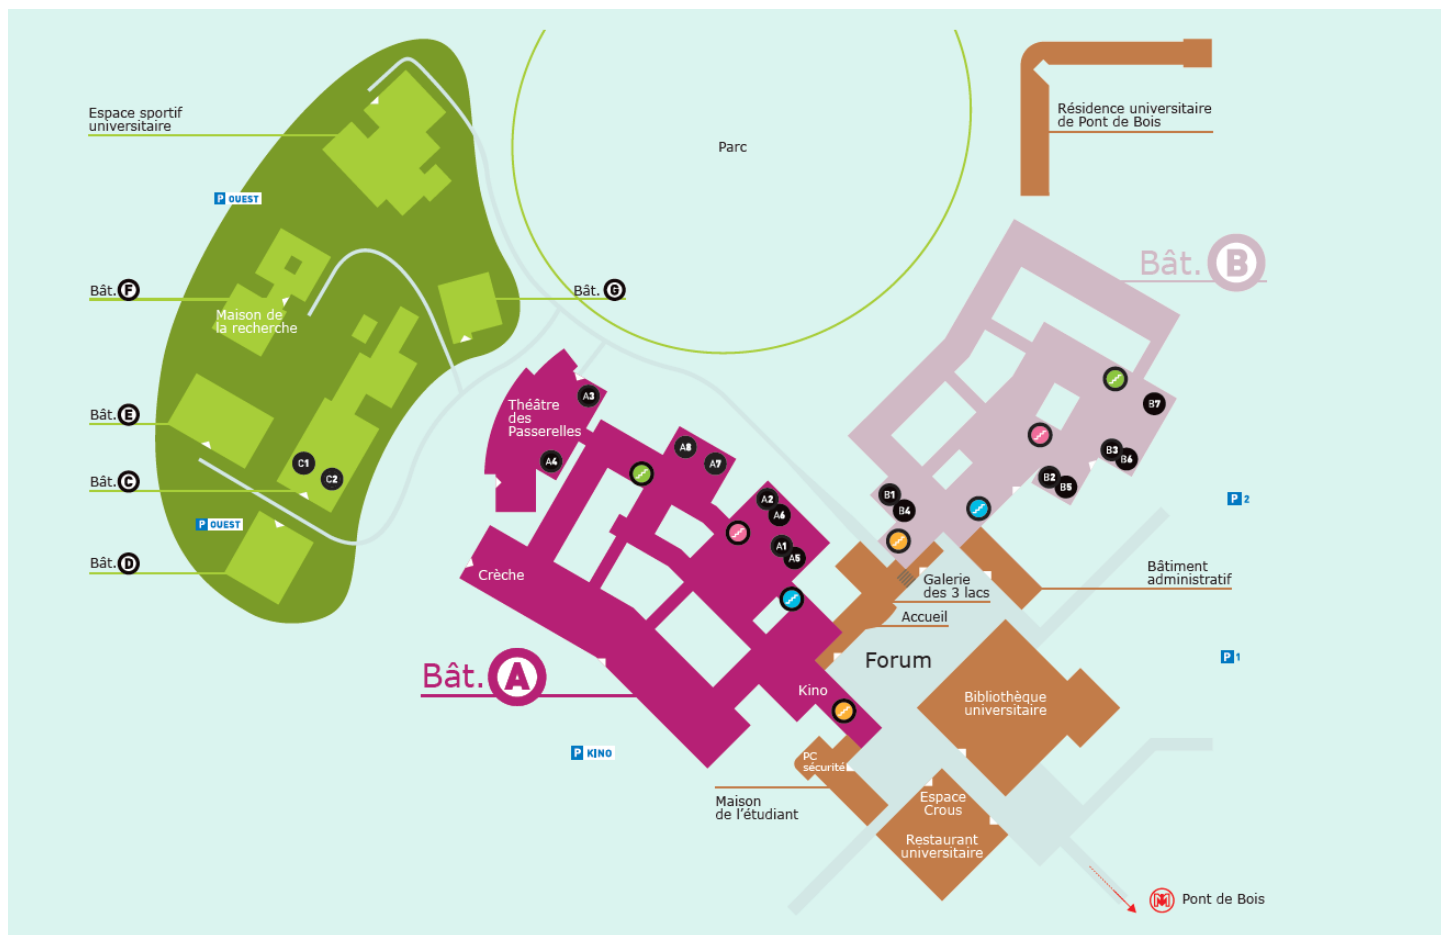 Espace sportif
universitaire
P OUEST
Bât. F
Maison de
la recherche
Bât. G
Bât. E
Bât. C
C1
C2
P OUEST
Bât. D
Parc
Résidence universitaire
de Pont de Bois
Bât. B
B7
B3
B6
B2
B5
B1
B4
P 2
Théâtre
des
Passerelles
A3
A4
A8
A7
A2
A6
A1
A5
Crèche
Bât. A
Kino
P KINO
Galerie
des 3 lacs
Accueil
Bâtiment
administratif
Forum
P 1
Bibliothèque
universitaire
PC
sécurité
Maison
de l’étudiant
Espace
Crous
Restaurant
universitaire
M Pont de Bois